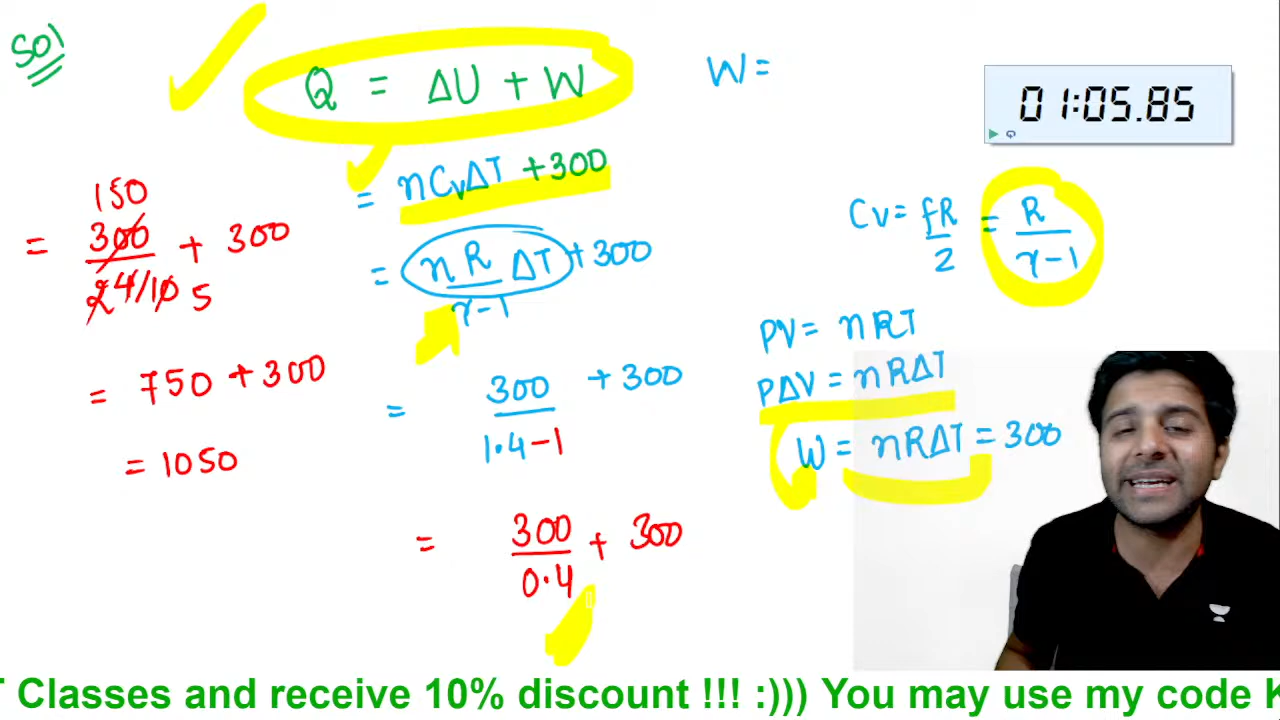 Sol
Q = ΔU + W
= nCvΔT + 300
= n R/γ-1 ΔT + 300
= 300/1.4-1 + 300
= 300/0.4 + 300
150
= 300/2 4/10 5 + 300
= 750 + 300
= 1050
W =
01:05.85
Cv = fR/2 = R/γ-1
PV = nRT
PΔV = nRΔT
W = nRΔT = 300
Classes and receive 10% discount !!! :))) You may use my code